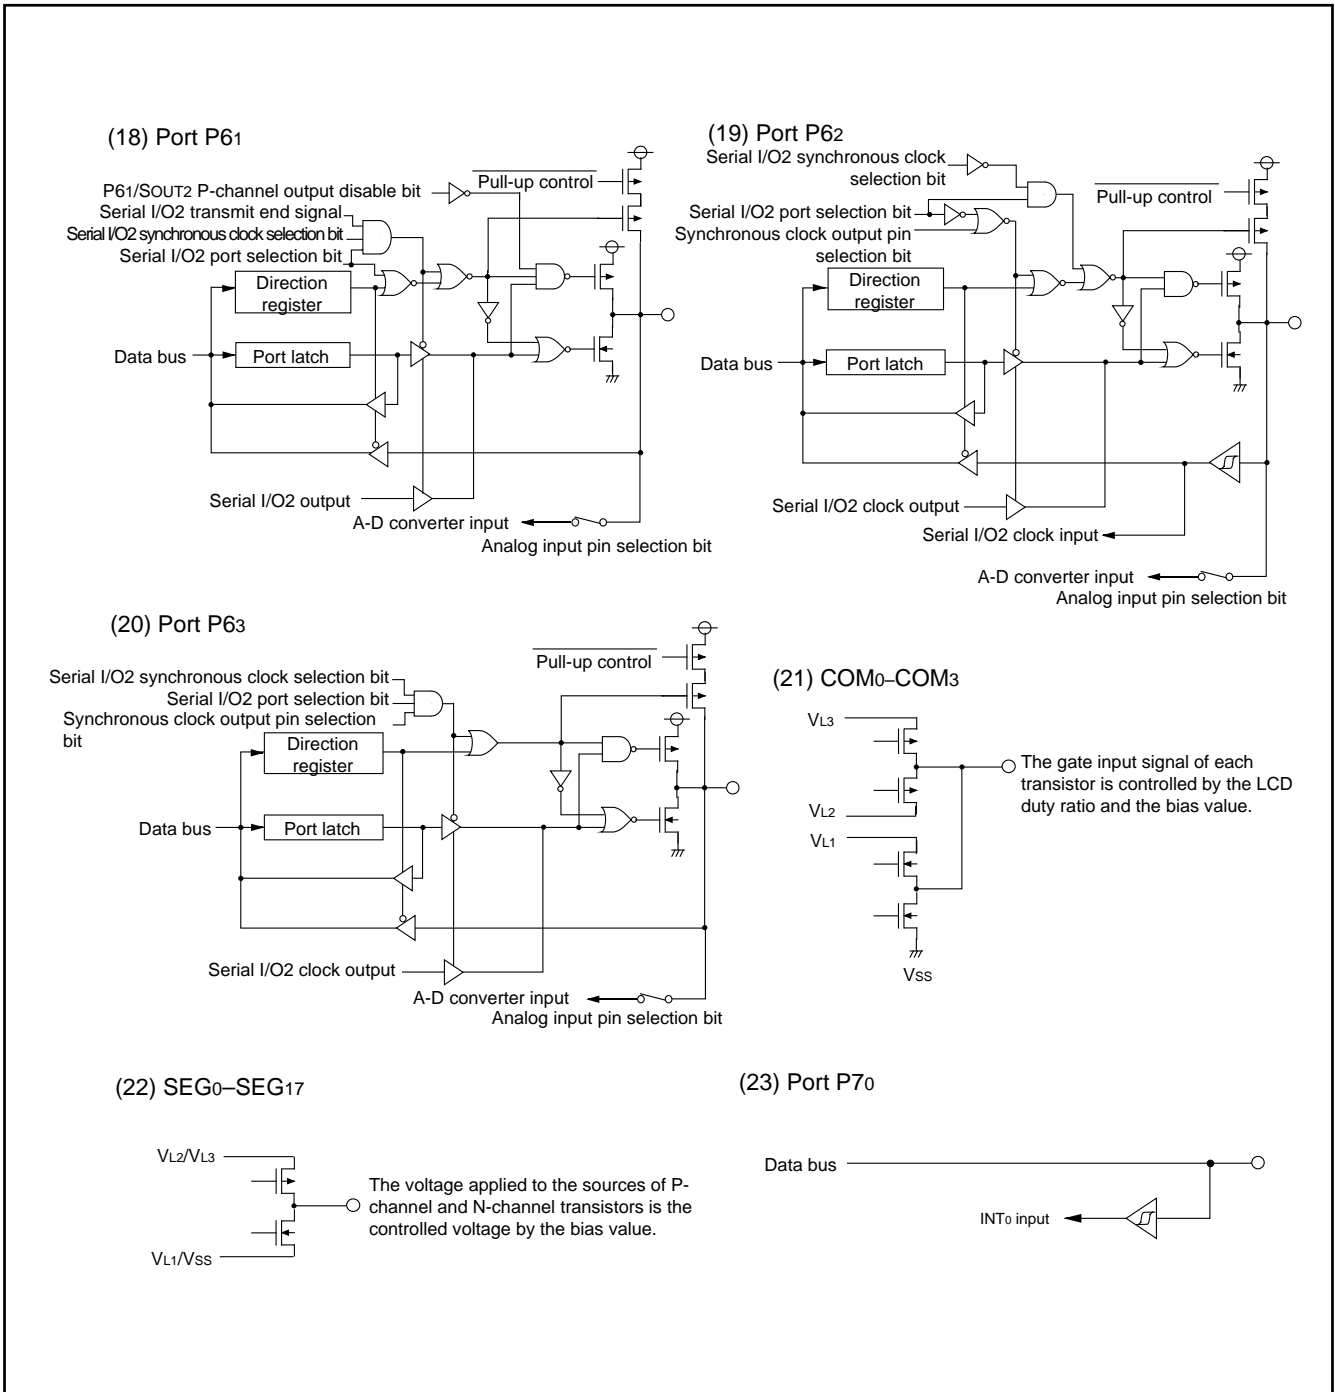 (18) Port P61
P61/SOUT2 P-channel output disable bit
Serial I/O2 transmit end signal
Serial I/O2 synchronous clock selection bit
Serial I/O2 port selection bit
Pull-up control
Direction
register
Data bus
Port latch
Serial I/O2 output
A-D converter input
Analog input pin selection bit
(19) Port P62
Serial I/O2 synchronous clock
selection bit
Pull-up control
Serial I/O2 port selection bit
Synchronous clock output pin
selection bit
Direction
register
Data bus
Port latch
Serial I/O2 clock output
Serial I/O2 clock input
A-D converter input
Analog input pin selection bit
(20) Port P63
Pull-up control
Serial I/O2 synchronous clock selection bit
Serial I/O2 port selection bit
Synchronous clock output pin selection
bit
Direction
register
Data bus
Port latch
Serial I/O2 clock output
A-D converter input
Analog input pin selection bit
(21) COM0–COM3
VL3
VL2
VL1
VSS
The gate input signal of each
transistor is controlled by the LCD
duty ratio and the bias value.
(22) SEG0–SEG17
VL2/VL3
VL1/VSS
The voltage applied to the sources of P-
channel and N-channel transistors is the
controlled voltage by the bias value.
(23) Port P70
Data bus
INT0 input